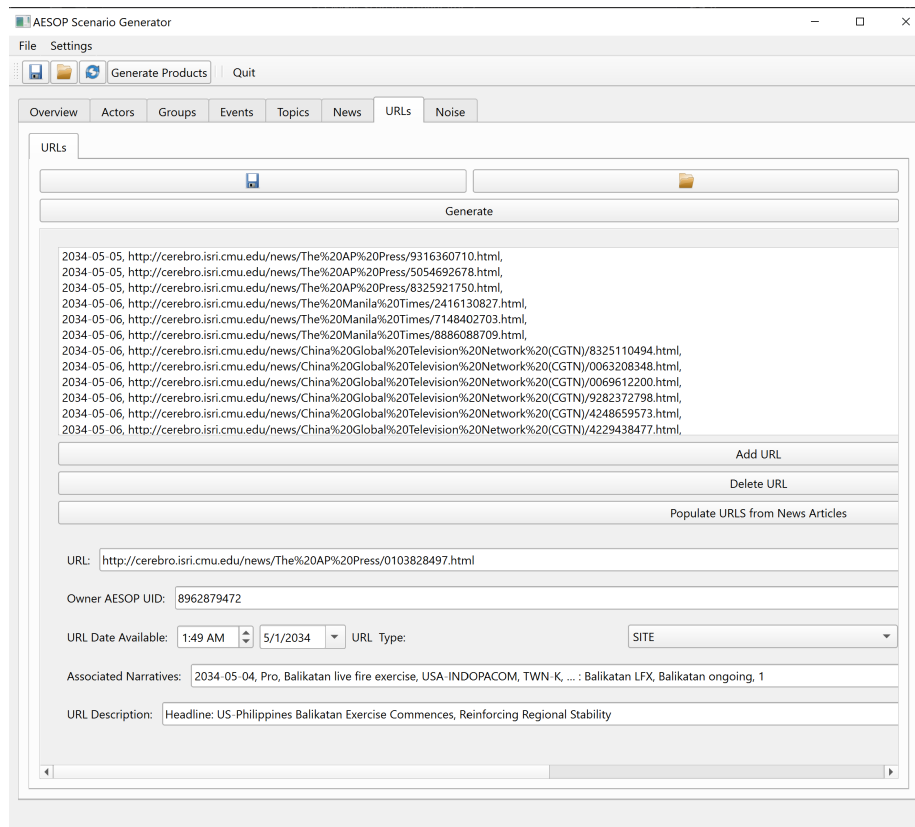 AESOP Scenario Generator
File Settings
Generate Products Quit
Overview Actors Groups Events Topics News URLs Noise
URLs
Generate
2034-05-05, http://cerebro.isri.cmu.edu/news/The%20AP%20Press/9316360710.html,
2034-05-05, http://cerebro.isri.cmu.edu/news/The%20AP%20Press/5054692678.html,
2034-05-05, http://cerebro.isri.cmu.edu/news/The%20AP%20Press/8325921750.html,
2034-05-06, http://cerebro.isri.cmu.edu/news/The%20Manila%20Times/2416130827.html,
2034-05-06, http://cerebro.isri.cmu.edu/news/The%20Manila%20Times/7148402703.html,
2034-05-06, http://cerebro.isri.cmu.edu/news/The%20Manila%20Times/8886088709.html,
2034-05-06, http://cerebro.isri.cmu.edu/news/China%20Global%20Television%20Network%20(CGTN)/8325110494.html,
2034-05-06, http://cerebro.isri.cmu.edu/news/China%20Global%20Television%20Network%20(CGTN)/0063208348.html,
2034-05-06, http://cerebro.isri.cmu.edu/news/China%20Global%20Television%20Network%20(CGTN)/0069612200.html,
2034-05-06, http://cerebro.isri.cmu.edu/news/China%20Global%20Television%20Network%20(CGTN)/9282372798.html,
2034-05-06, http://cerebro.isri.cmu.edu/news/China%20Global%20Television%20Network%20(CGTN)/4248659573.html,
2034-05-06, http://cerebro.isri.cmu.edu/news/China%20Global%20Television%20Network%20(CGTN)/4229438477.html,
Add URL
Delete URL
Populate URLS from News Articles
URL: http://cerebro.isri.cmu.edu/news/The%20AP%20Press/0103828497.html
Owner AESOP UID: 8962879472
URL Date Available: 1:49 AM 5/1/2034 URL Type: SITE
Associated Narratives: 2034-05-04, Pro, Balikatan live fire exercise, USA-INDOPACOM, TWN-K, ... : Balikatan LFX, Balikatan ongoing, 1
URL Description: Headline: US-Philippines Balikatan Exercise Commences, Reinforcing Regional Stability